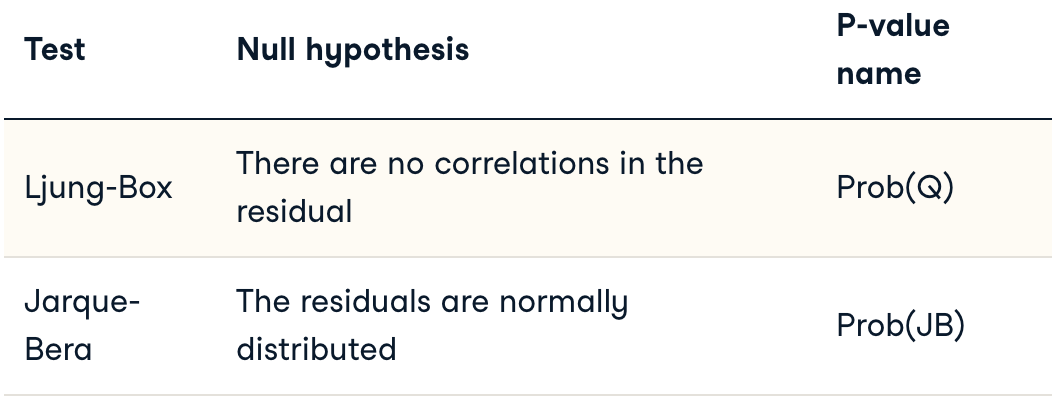 Test
Null hypothesis
P-value
name
Ljung-Box
There are no correlations in the
residual
Prob(Q)
Jarque-
Bera
The residuals are normally
distributed
Prob(JB)